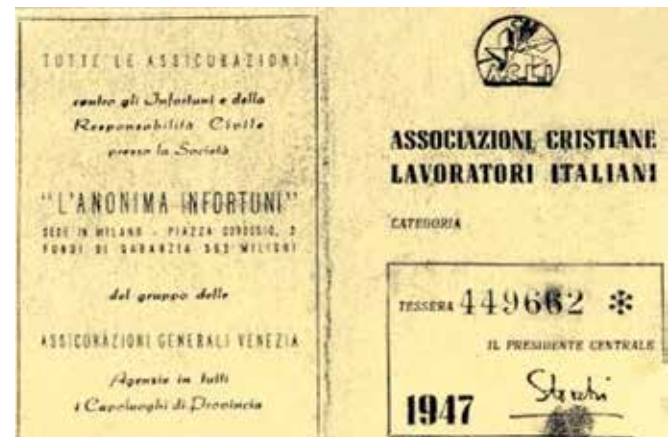 TUTTE LE ASSICURAZIONI
contro gli Infortuni e della
Responsabilità Civile
presso la Società
"L'ANONIMA INFORTUNI"
SEDE IN MILANO - PIAZZA CORDUSIO, 2
FONDI DI GARANZIA 563 MILIONI
del gruppo delle
ASSICURAZIONI GENERALI VENEZIA
Agenzie in tutti
i Capoluoghi di Provincia
ACLI
ASSOCIAZIONI CRISTIANE
LAVORATORI ITALIANI
CATEGORIA
TESSERA 449662 *
IL PRESIDENTE CENTRALE
1947 Storchi